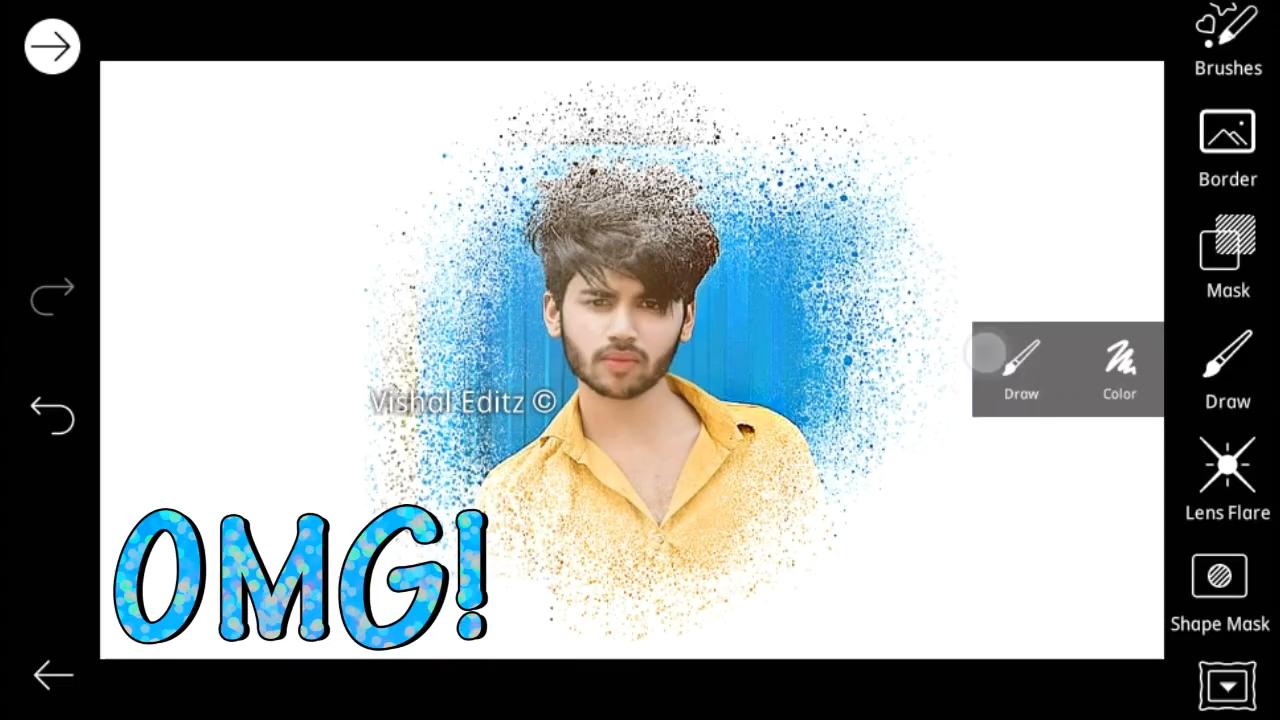 Brushes
Border
Mask
Draw
Color
Draw
Vishal Editz ©
Lens Flare
OMG!
Shape Mask